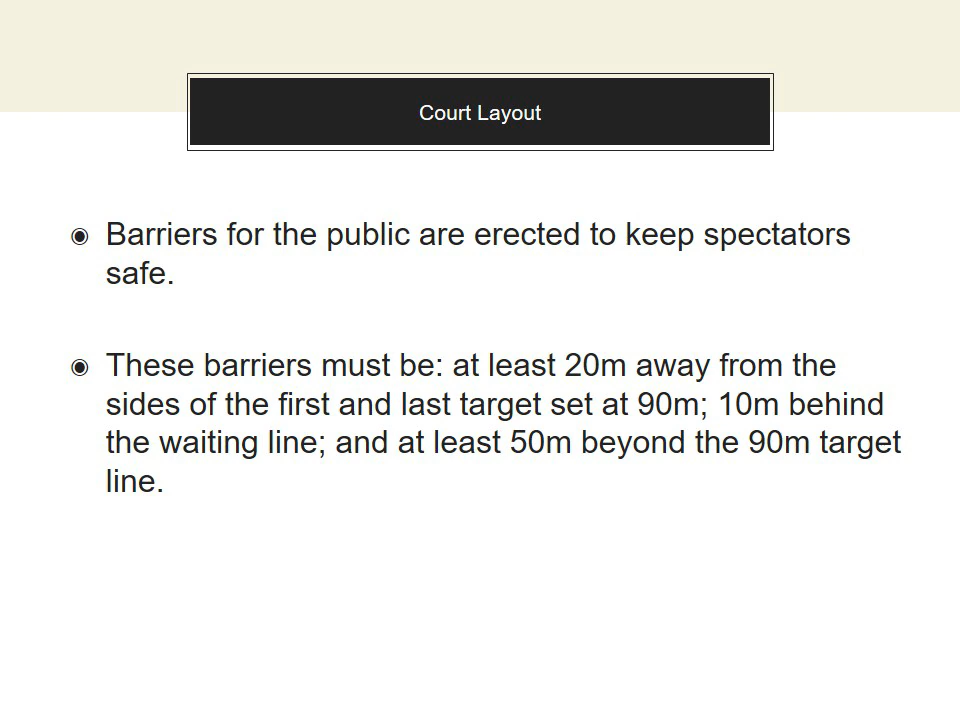 Court Layout
Barriers for the public are erected to keep spectators
safe.
These barriers must be: at least 20m away from the
sides of the first and last target set at 90m; 10m behind
the waiting line; and at least 50m beyond the 90m target
line.